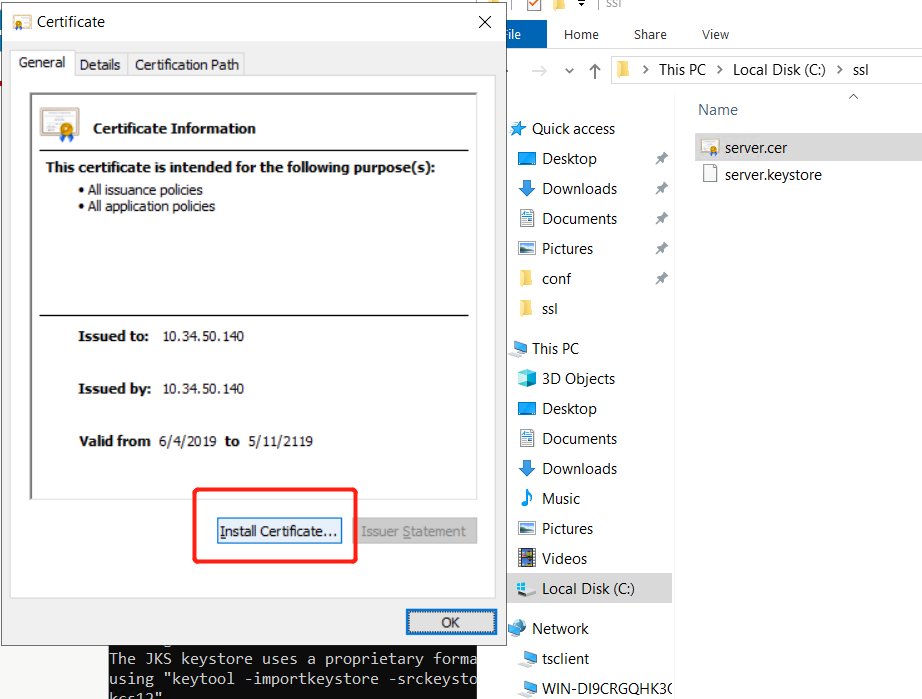 Certificate
General
Details
Certification Path
Certificate Information
This certificate is intended for the following purpose(s):
• All issuance policies
• All application policies
Issued to: 10.34.50.140
Issued by: 10.34.50.140
Valid from 6/4/2019 to 5/11/2119
Install Certificate...
Issuer Statement
OK
The JKS keystore uses a proprietary forma
using "keytool -importkeystore -srckeysto
kcs12"
ssl
ile
Home
Share
View
This PC
Local Disk (C:)
ssl
Name
server.cer
server.keystore
Quick access
Desktop
Downloads
Documents
Pictures
conf
ssl
This PC
3D Objects
Desktop
Documents
Downloads
Music
Pictures
Videos
Local Disk (C:)
Network
tsclient
WIN-DI9CRGQHK3C